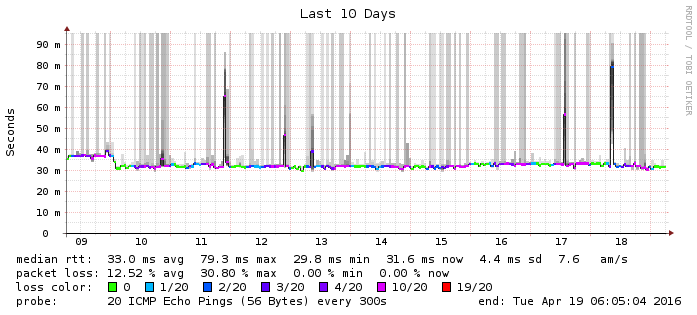 Last 10 Days
RRDTOOL / TOBI OETIKER
Seconds
90 m
80 m
70 m
60 m
50 m
40 m
30 m
20 m
10 m
0
09 10 11 12 13 14 15 16 17 18
median rtt: 33.0 ms avg 79.3 ms max 29.8 ms min 31.6 ms now 4.4 ms sd 7.6 am/s
packet loss: 12.52 % avg 30.80 % max 0.00 % min 0.00 % now
loss color: 0 1/20 2/20 3/20 4/20 10/20 19/20
probe: 20 ICMP Echo Pings (56 Bytes) every 300s end: Tue Apr 19 06:05:04 2016